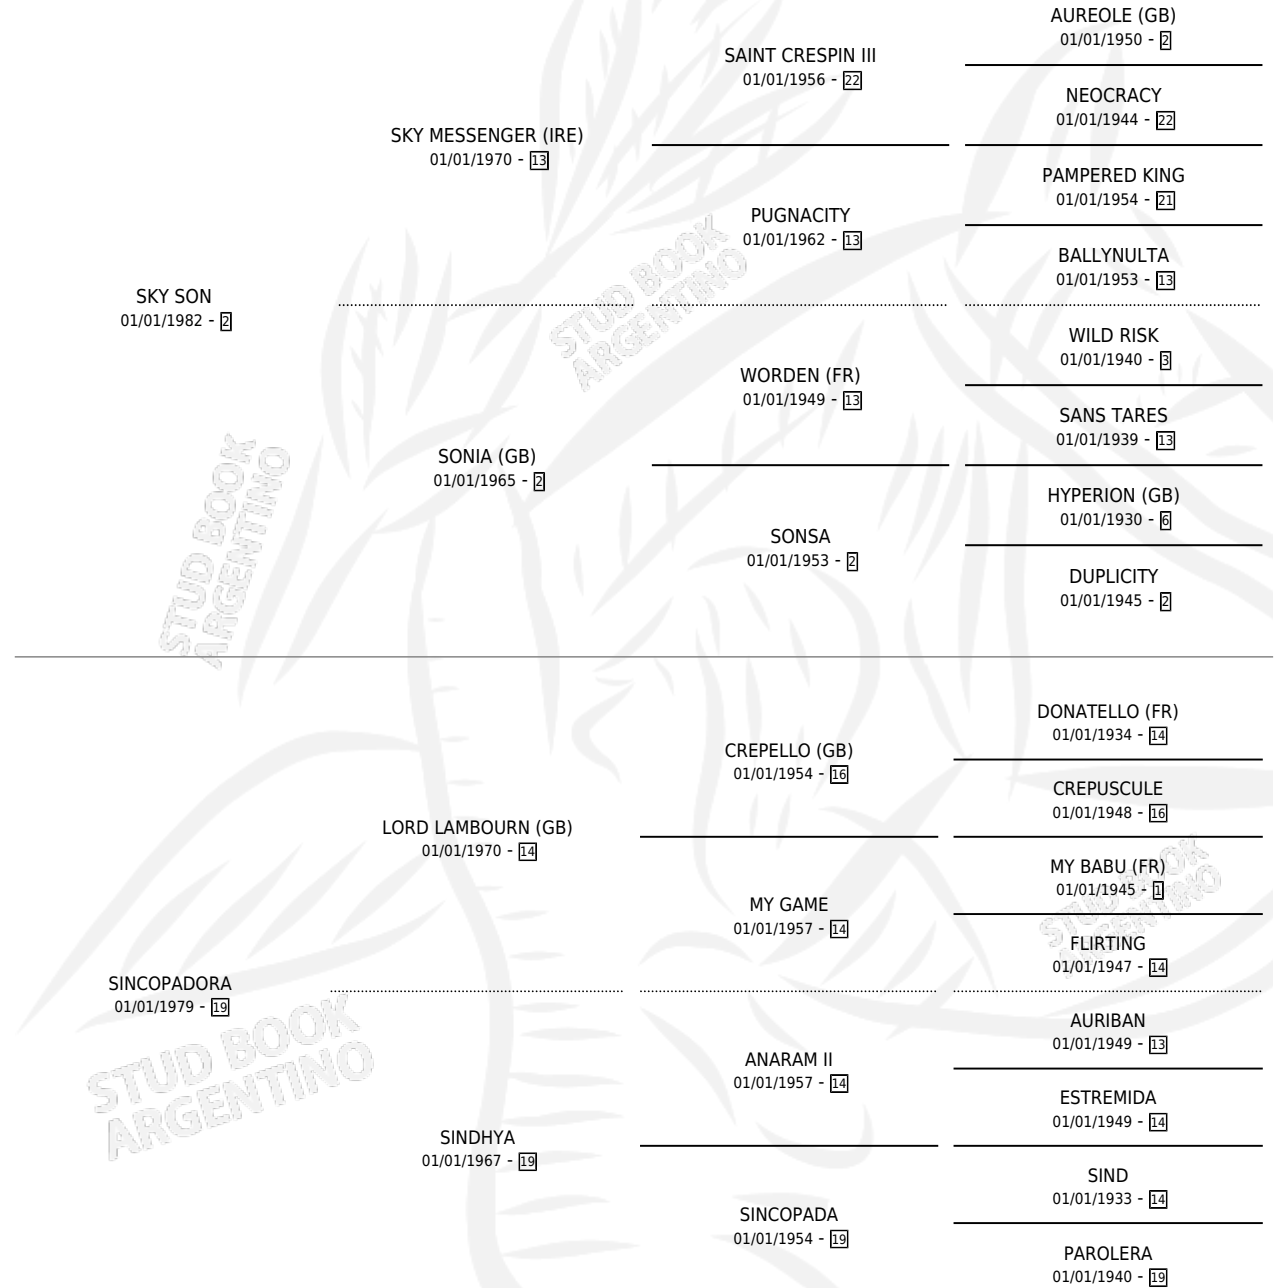 AUREOLE (GB)
01/01/1950 - 2
SAINT CRESPIN III
01/01/1956 - 22
NEOCRACY
01/01/1944 - 22
SKY MESSENGER (IRE)
01/01/1970 - 13
PAMPERED KING
01/01/1954 - 21
PUGNACITY
01/01/1962 - 13
BALLYNULTA
01/01/1953 - 13
SKY SON
01/01/1982 - 2
STUD BOOK
ARGENTINO
WILD RISK
01/01/1940 - 3
WORDEN (FR)
01/01/1949 - 13
SANS TARES
01/01/1939 - 13
SONIA (GB)
01/01/1965 - 2
HYPERION (GB)
01/01/1930 - 6
SONSA
01/01/1953 - 2
DUPLICITY
01/01/1945 - 2
STUD BOOK
ARGENTINO
DONATELLO (FR)
01/01/1934 - 14
CREPELLO (GB)
01/01/1954 - 16
CREPUSCULE
01/01/1948 - 16
LORD LAMBOURN (GB)
01/01/1970 - 14
MY BABU (FR)
01/01/1945 - 1
MY GAME
01/01/1957 - 14
FLIRTING
01/01/1947 - 14
STUD BOOK
ARGENTINO
SINCOPADORA
01/01/1979 - 19
AURIBAN
01/01/1949 - 13
ANARAM II
01/01/1957 - 14
ESTREMIDA
01/01/1949 - 14
STUD BOOK
ARGENTINO
SINDHYA
01/01/1967 - 19
SIND
01/01/1933 - 14
SINCOPADA
01/01/1954 - 19
PAROLERA
01/01/1940 - 19